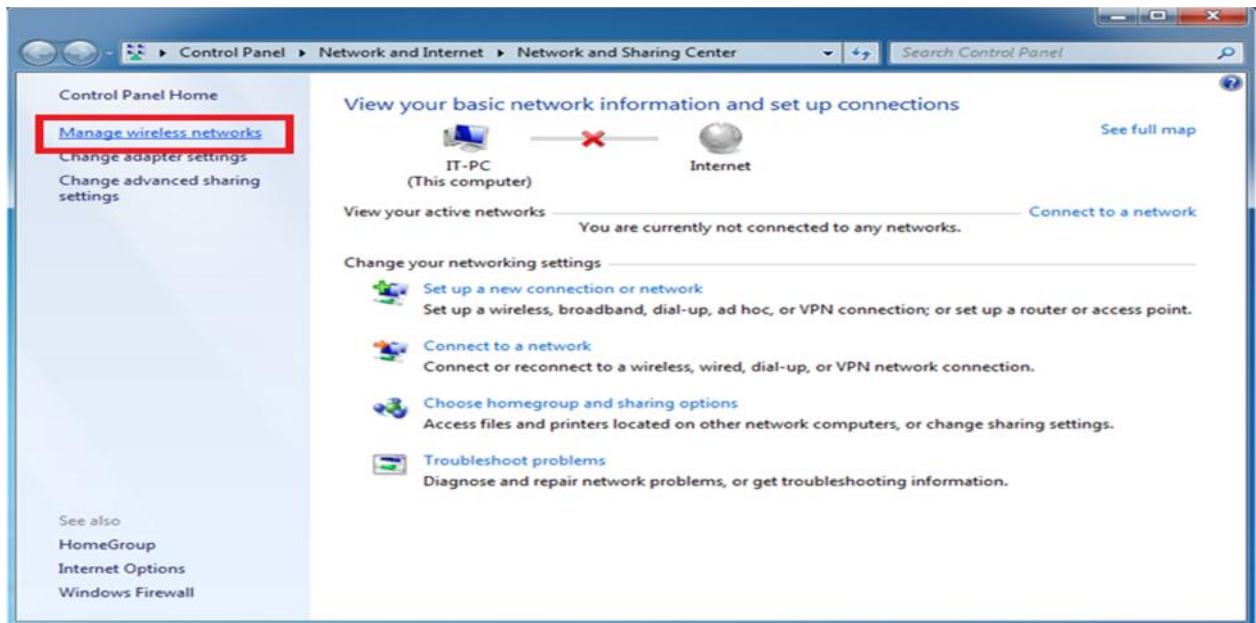 Control Panel ▸ Network and Internet ▸ Network and Sharing Center
Search Control Panel
Control Panel Home
Manage wireless networks
Change adapter settings
Change advanced sharing
settings
See also
HomeGroup
Internet Options
Windows Firewall
View your basic network information and set up connections
See full map
IT-PC
(This computer)
Internet
View your active networks
Connect to a network
You are currently not connected to any networks.
Change your networking settings
Set up a new connection or network
Set up a wireless, broadband, dial-up, ad hoc, or VPN connection; or set up a router or access point.
Connect to a network
Connect or reconnect to a wireless, wired, dial-up, or VPN network connection.
Choose homegroup and sharing options
Access files and printers located on other network computers, or change sharing settings.
Troubleshoot problems
Diagnose and repair network problems, or get troubleshooting information.